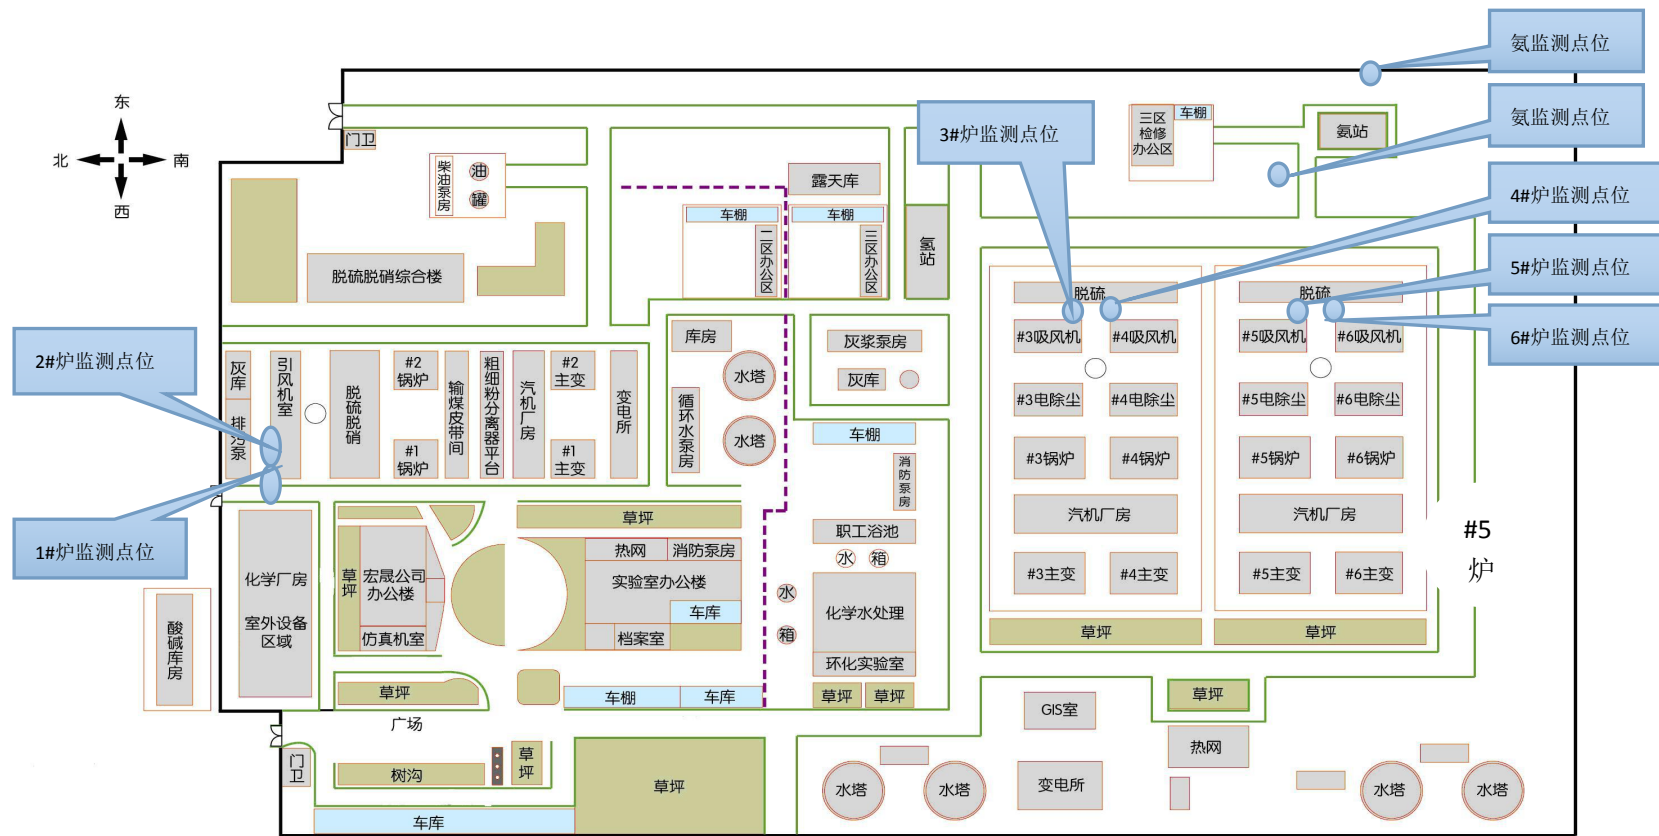 氨监测点位
氨监测点位
3#炉监测点位
4#炉监测点位
5#炉监测点位
6#炉监测点位
2#炉监测点位
1#炉监测点位
东
北
南
西
门卫
柴油泵房
油
罐
脱硫脱硝综合楼
露天库
车棚
车棚
二区办公区
三区办公区
氢站
三区
检修
办公区
车棚
氨站
灰库
排污泵
引风机室
脱硫脱硝
#2
锅炉
#1
锅炉
输煤皮带间
粗细粉分离器平台
汽机厂房
#2
主变
#1
主变
变电所
库房
水塔
水塔
循环水泵房
灰浆泵房
灰库
车棚
消防泵房
职工浴池
水
箱
水
箱
化学水处理
环化实验室
草坪
草坪
脱硫
#3吸风机
#4吸风机
#3电除尘
#4电除尘
#3锅炉
#4锅炉
汽机厂房
#3主变
#4主变
草坪
脱硫
#5吸风机
#6吸风机
#5电除尘
#6电除尘
#5锅炉
#6锅炉
汽机厂房
#5主变
#6主变
草坪
#5
炉
化学厂房
室外设备
区域
酸碱库房
草坪
宏晟公司
办公楼
仿真机室
草坪
热网
消防泵房
实验室办公楼
车库
档案室
草坪
广场
车棚
车库
门卫
树沟
草坪
车库
草坪
水塔
水塔
GIS室
变电所
草坪
热网
水塔
水塔